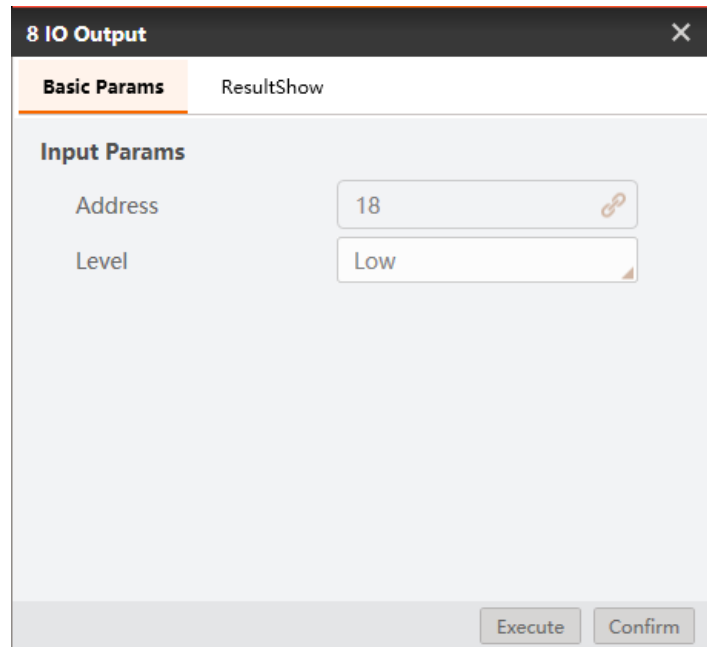 8 IO Output
Basic Params ResultShow
Input Params
Address 18
Level Low
Execute Confirm